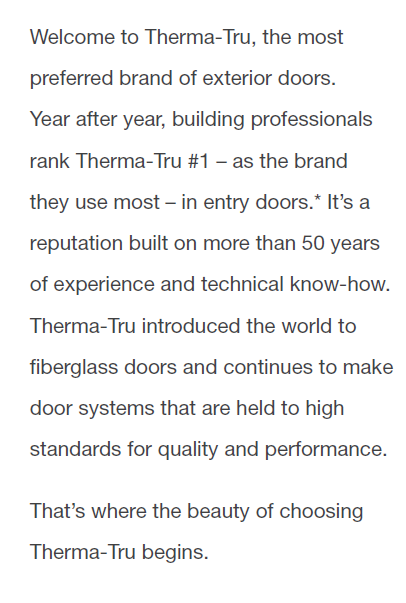 Welcome to Therma-Tru, the most
preferred brand of exterior doors.
Year after year, building professionals
rank Therma-Tru #1 – as the brand
they use most – in entry doors.* It’s a
reputation built on more than 50 years
of experience and technical know-how.
Therma-Tru introduced the world to
fiberglass doors and continues to make
door systems that are held to high
standards for quality and performance.
That’s where the beauty of choosing
Therma-Tru begins.